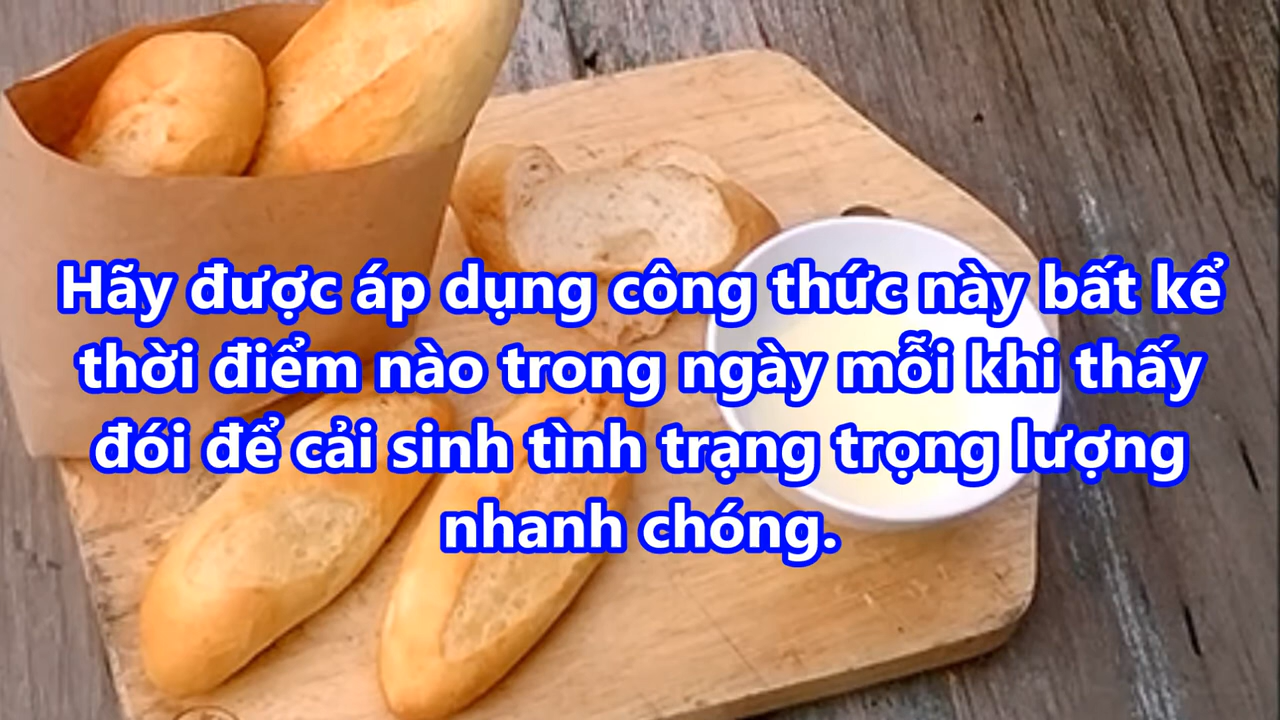 Hãy được áp dụng công thức này bất kể
thời điểm nào trong ngày mỗi khi thấy
đói để cải sinh tình trạng trọng lượng
nhanh chóng.